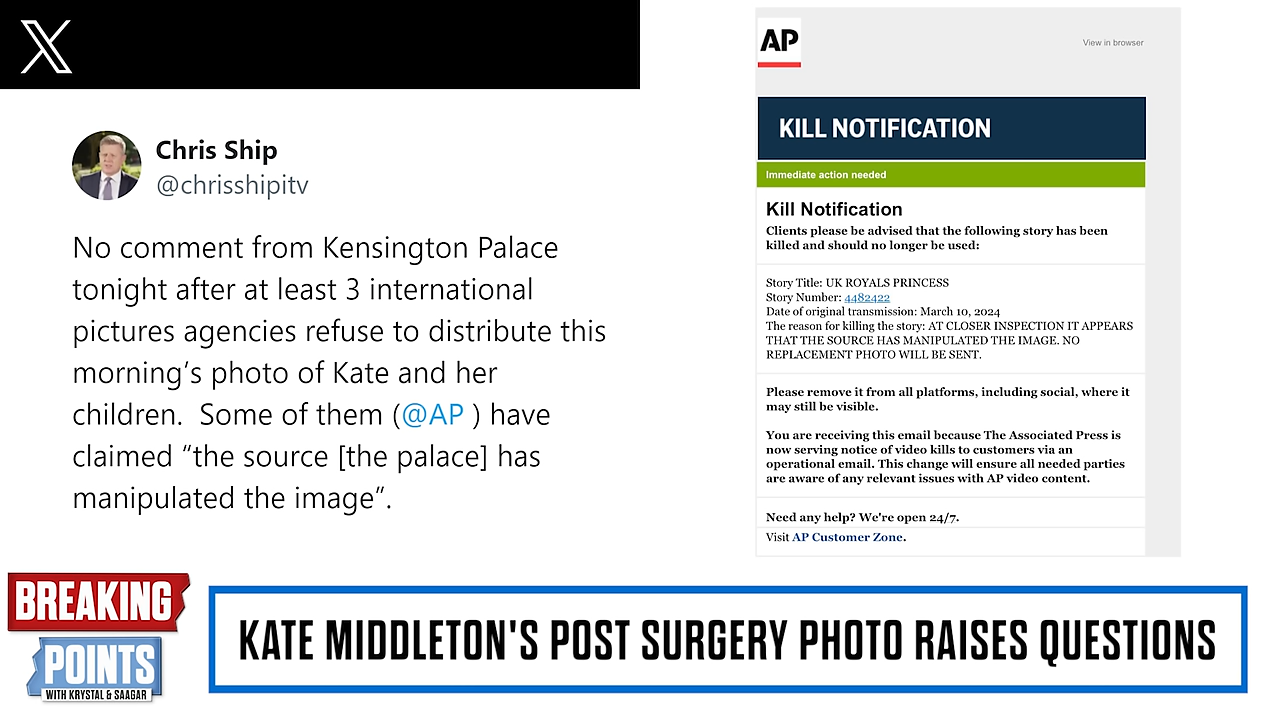 X
Chris Ship
@chrisshipitv
No comment from Kensington Palace
tonight after at least 3 international
pictures agencies refuse to distribute this
morning’s photo of Kate and her
children.  Some of them (@AP ) have
claimed “the source [the palace] has
manipulated the image”.
AP
View in browser
KILL NOTIFICATION
Immediate action needed
Kill Notification
Clients please be advised that the following story has been
killed and should no longer be used:
Story Title: UK ROYALS PRINCESS
Story Number: 4482422
Date of original transmission: March 10, 2024
The reason for killing the story: AT CLOSER INSPECTION IT APPEARS
THAT THE SOURCE HAS MANIPULATED THE IMAGE. NO
REPLACEMENT PHOTO WILL BE SENT.
Please remove it from all platforms, including social, where it
may still be visible.
You are receiving this email because The Associated Press is
now serving notice of video kills to customers via an
operational email. This change will ensure all needed parties
are aware of any relevant issues with AP video content.
Need any help? We're open 24/7.
Visit AP Customer Zone.
BREAKING
POINTS
WITH KRYSTAL & SAAGAR
KATE MIDDLETON'S POST SURGERY PHOTO RAISES QUESTIONS